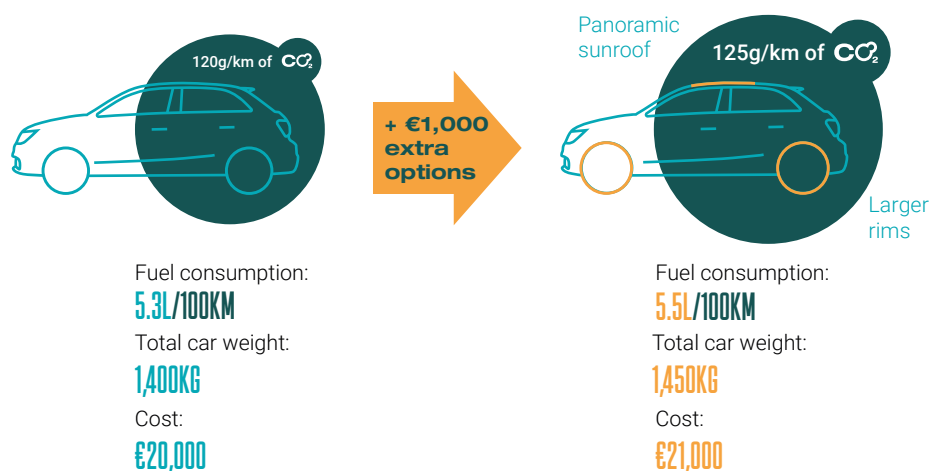 120g/km of CO2
+ €1,000
extra
options
Panoramic
sunroof
125g/km of CO2
Larger
rims
Fuel consumption:
5.3L/100KM
Total car weight:
1,400KG
Cost:
€20,000
Fuel consumption:
5.5L/100KM
Total car weight:
1,450KG
Cost:
€21,000